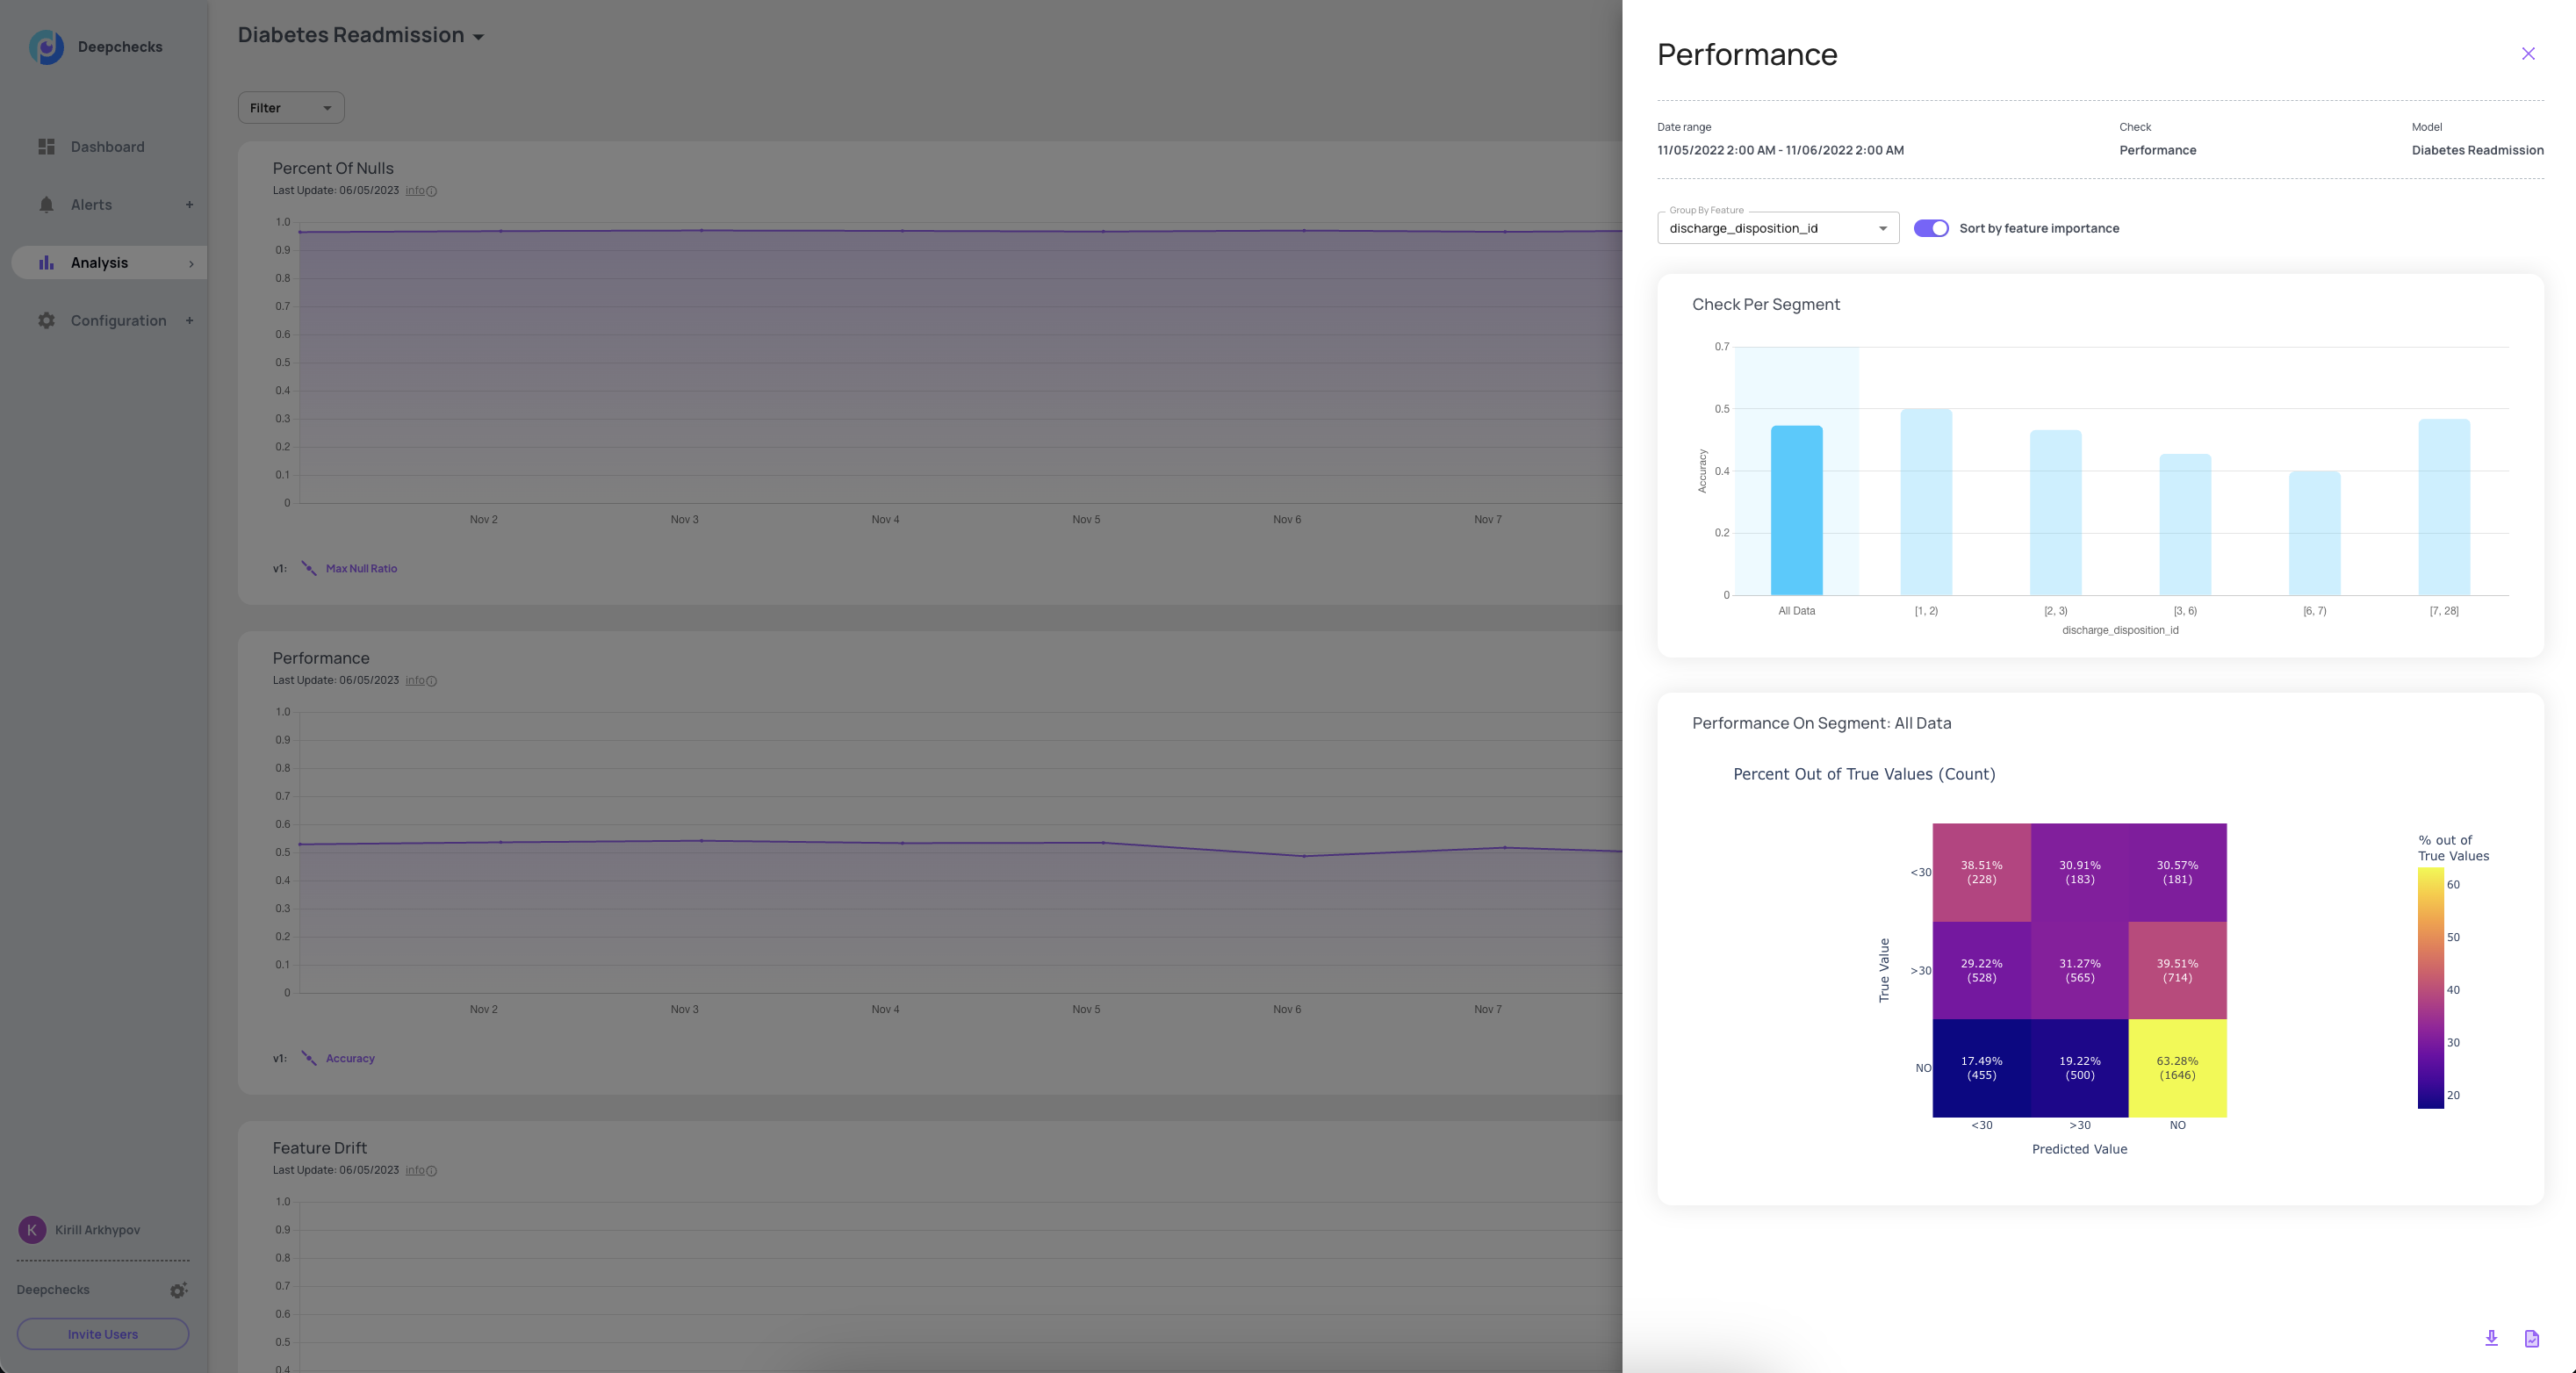 Deepchecks
Dashboard
Alerts +
Analysis
Configuration +
Kirill Arkhypov
K
Deepchecks
Invite Users
Diabetes Readmission
Filter
Percent Of Nulls
Last Update: 06/05/2023 info
1.0
0.9
0.8
0.7
0.6
0.5
0.4
0.3
0.2
0.1
0
Nov 2 Nov 3 Nov 4 Nov 5 Nov 6 Nov 7
v1: Max Null Ratio
Performance
Last Update: 06/05/2023 info
1.0
0.9
0.8
0.7
0.6
0.5
0.4
0.3
0.2
0.1
0
Nov 2 Nov 3 Nov 4 Nov 5 Nov 6 Nov 7
v1: Accuracy
Feature Drift
Last Update: 06/05/2023 info
1.0
0.9
0.8
0.7
0.6
0.5
0.4
Performance
Date range Check Model
11/05/2022 2:00 AM - 11/06/2022 2:00 AM Performance Diabetes Readmission
Group By Feature
discharge_disposition_id
Sort by feature importance
Check Per Segment
0.7
0.5
0.4
0.2
0
Accuracy
All Data [1, 2) [2, 3) [3, 6) [6, 7) [7, 28]
discharge_disposition_id
Performance On Segment: All Data
Percent Out of True Values (Count)
<30 38.51% 30.91% 30.57%
(228) (183) (181)
>30 29.22% 31.27% 39.51%
(528) (565) (714)
NO 17.49% 19.22% 63.28%
(455) (500) (1646)
True Value
<30 >30 NO
Predicted Value
% out of
True Values
60
50
40
30
20